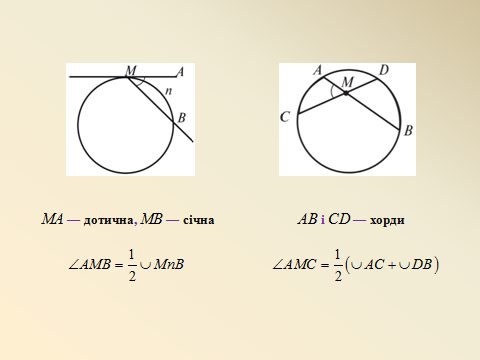 M A
n
B
A D
M
C
B
MA — дотична, MB — січна
∠AMB = 1/2 ∪ MnB
AB і CD — хорди
∠AMC = 1/2 (∪ AC + ∪ DB)